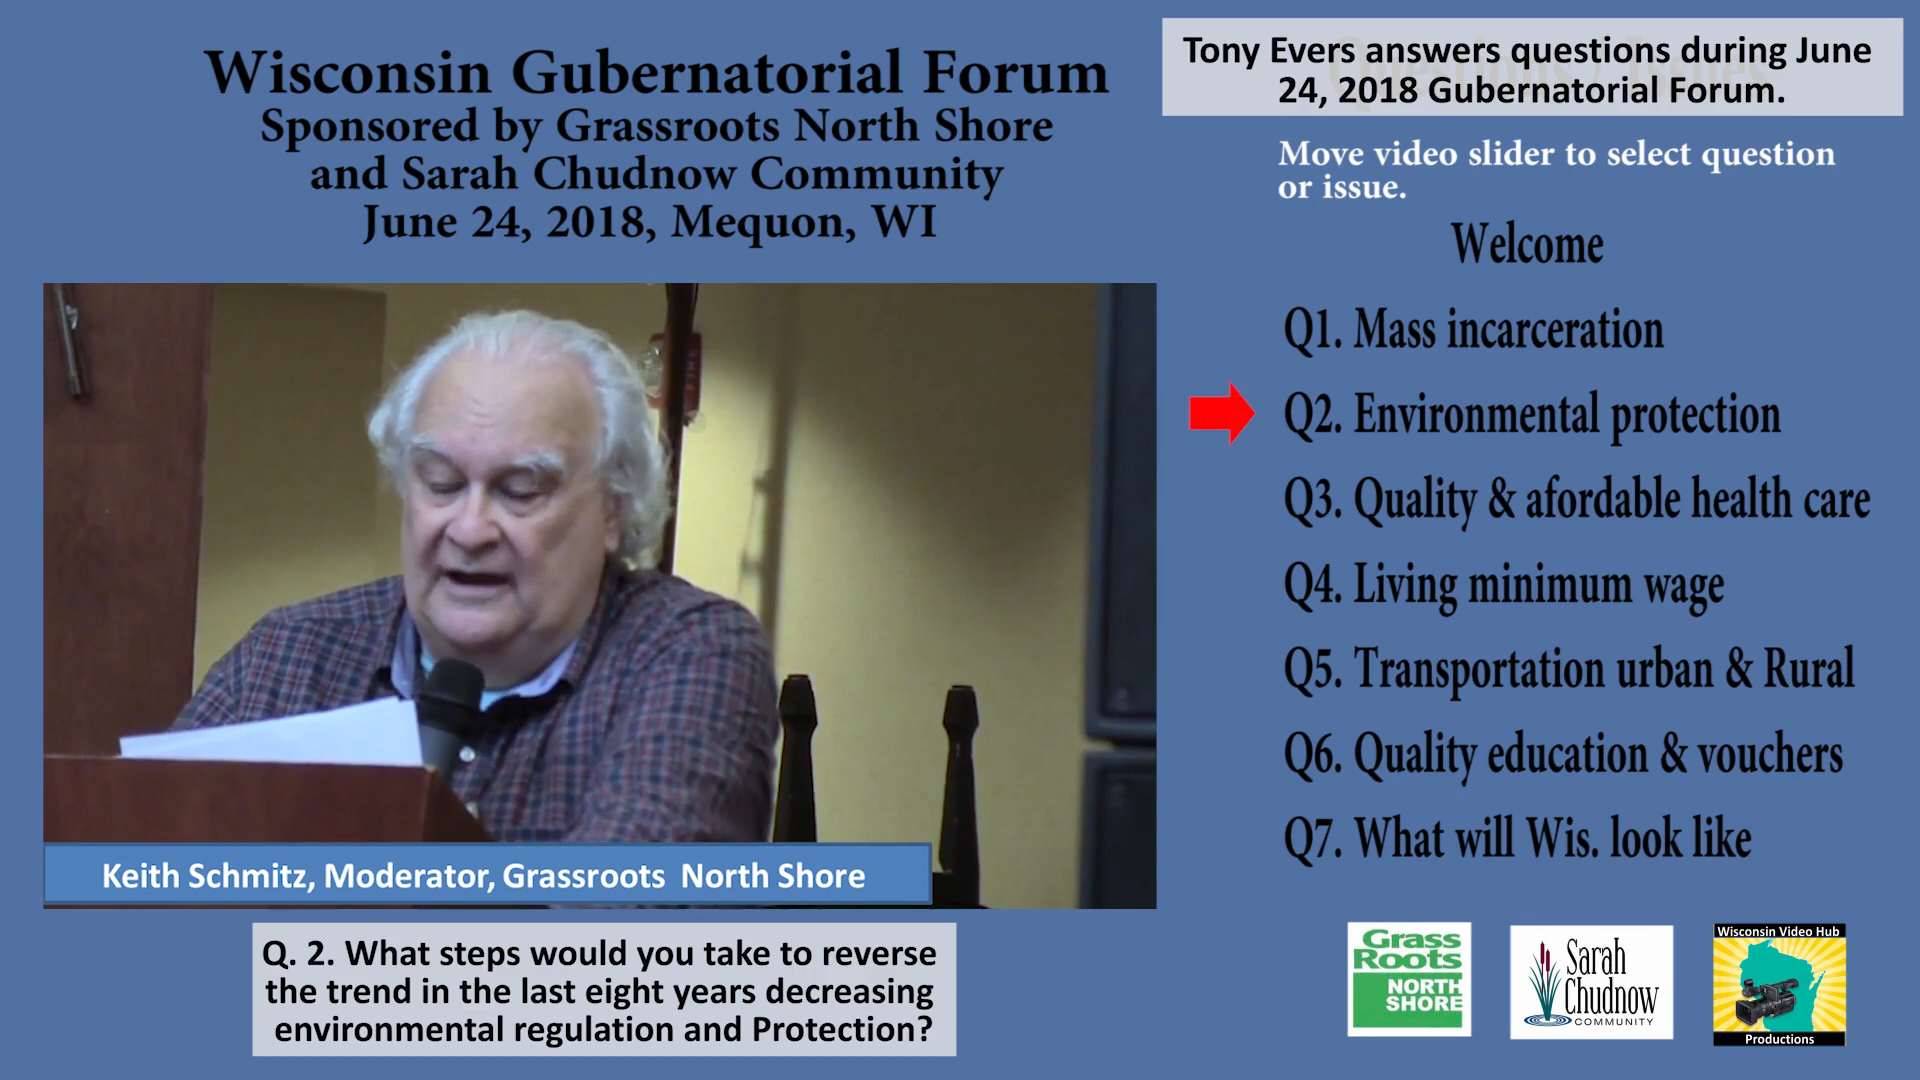 Wisconsin Gubernatorial Forum
Sponsored by Grassroots North Shore
and Sarah Chudnow Community
June 24, 2018, Mequon, WI
Tony Evers answers questions during June
24, 2018 Gubernatorial Forum.
Move video slider to select question
or issue.
Welcome
Q1. Mass incarceration
Q2. Environmental protection
Q3. Quality & afordable health care
Q4. Living minimum wage
Q5. Transportation urban & Rural
Q6. Quality education & vouchers
Q7. What will Wis. look like
FIRE
Keith Schmitz, Moderator, Grassroots North Shore
Q. 2. What steps would you take to reverse
the trend in the last eight years decreasing
environmental regulation and Protection?
Grass
Roots
NORTH
SHORE
Sarah
Chudnow
COMMUNITY
Wisconsin Video Hub
Productions